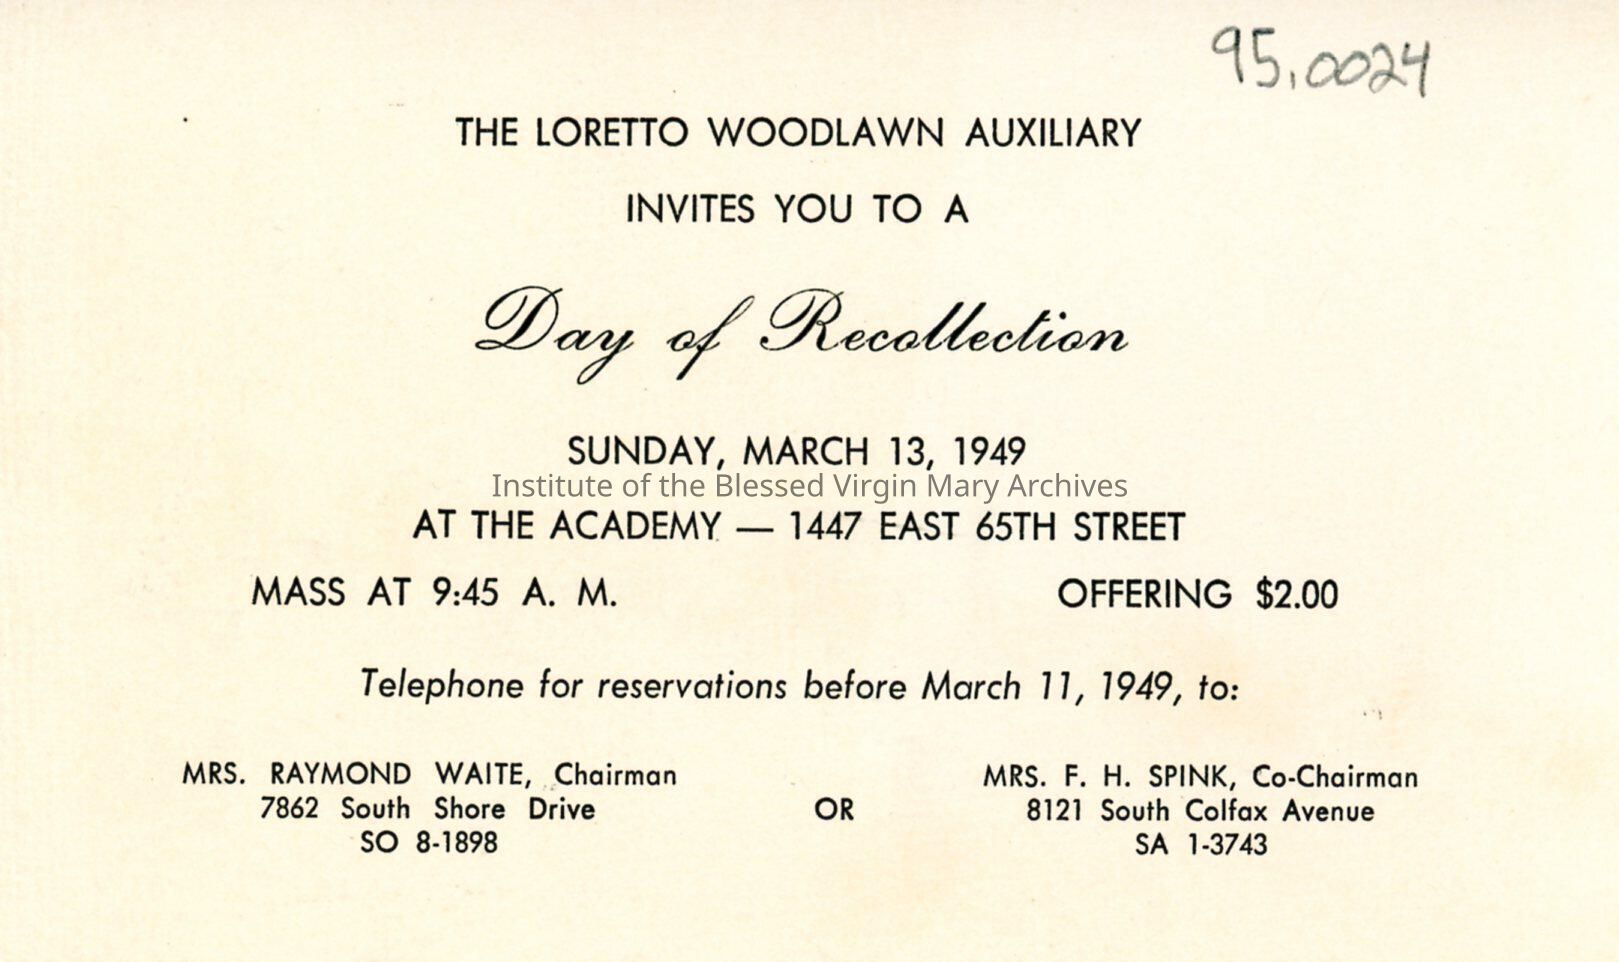 95.0024
THE LORETTO WOODLAWN AUXILIARY
INVITES YOU TO A
Day of Recollection
SUNDAY, MARCH 13, 1949
Institute of the Blessed Virgin Mary Archives
AT THE ACADEMY — 1447 EAST 65TH STREET
MASS AT 9:45 A. M. OFFERING $2.00
Telephone for reservations before March 11, 1949, to:
MRS. RAYMOND WAITE, Chairman
7862 South Shore Drive
SO 8-1898
OR
MRS. F. H. SPINK, Co-Chairman
8121 South Colfax Avenue
SA 1-3743